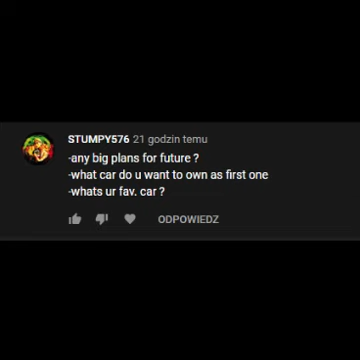 STUMPY576 21 godzin temu
-any big plans for future ?
-what car do u want to own as first one
-whats ur fav. car ?
ODPOWIEDZ